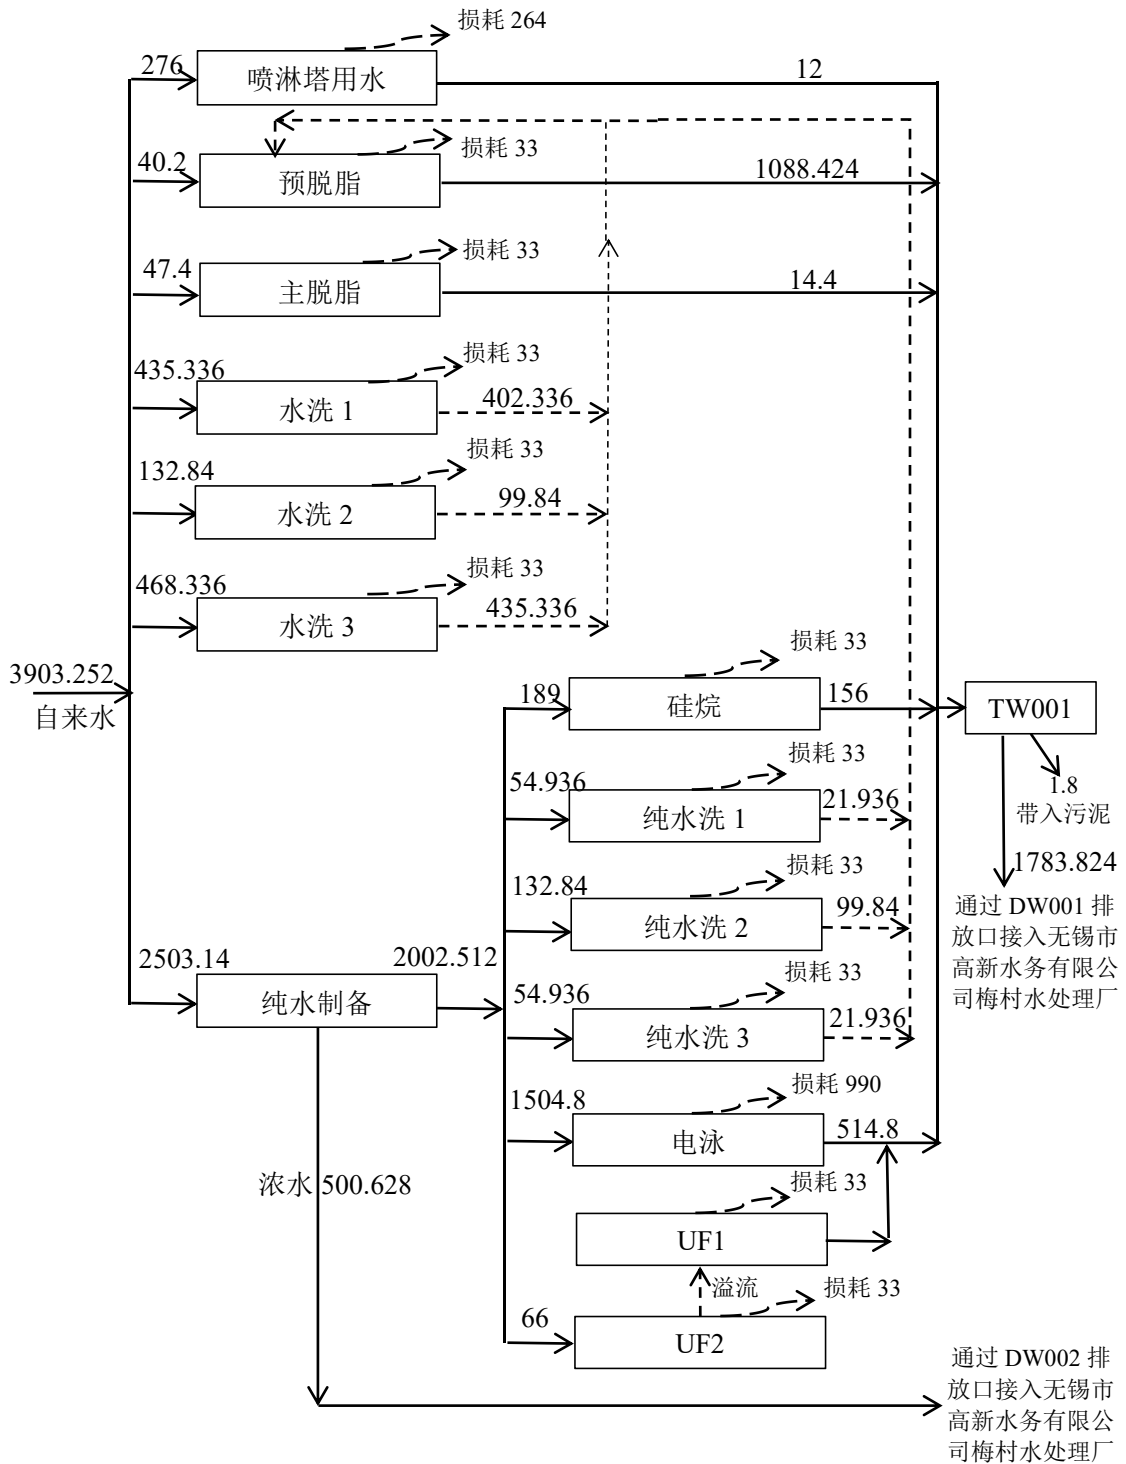 损耗 264
276
喷淋塔用水
12
40.2
损耗 33
预脱脂
1088.424
47.4
损耗 33
主脱脂
14.4
435.336
损耗 33
水洗 1
402.336
132.84
损耗 33
水洗 2
99.84
468.336
损耗 33
水洗 3
435.336
3903.252
自来水
189
损耗 33
硅烷
156
TW001
54.936
损耗 33
纯水洗 1
21.936
1.8
带入污泥
1783.824
通过 DW001 排
放口接入无锡市
高新水务有限公
司梅村水处理厂
132.84
损耗 33
纯水洗 2
99.84
2503.14
纯水制备
2002.512
54.936
损耗 33
纯水洗 3
21.936
1504.8
损耗 990
电泳
514.8
浓水 500.628
损耗 33
UF1
溢流
损耗 33
66
UF2
通过 DW002 排
放口接入无锡市
高新水务有限公
司梅村水处理厂